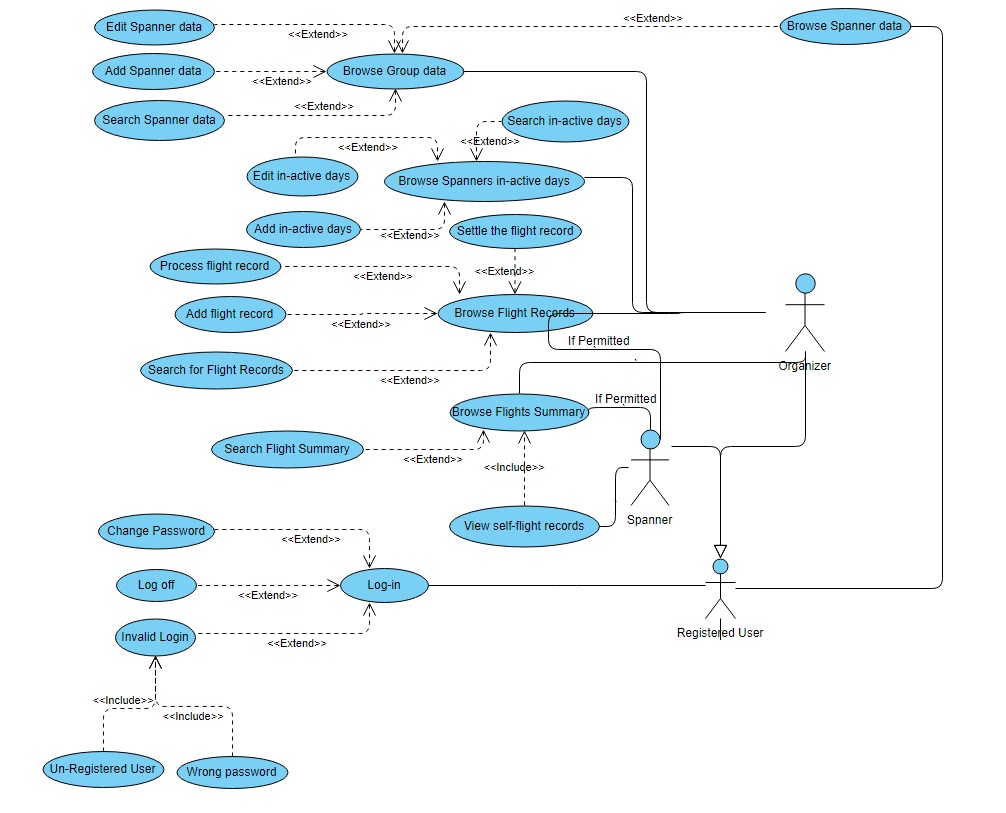 Edit Spanner data
<<Extend>>
<<Extend>>
Browse Spanner data
Add Spanner data
<<Extend>>
Browse Group data
Search Spanner data
<<Extend>>
Search in-active days
<<Extend>>
<<Extend>>
Edit in-active days
Browse Spanners in-active days
Add in-active days
<<Extend>>
Settle the flight record
Process flight record
<<Extend>>
<<Extend>>
Add flight record
<<Extend>>
Browse Flight Records
If Permitted
Search for Flight Records
<<Extend>>
Organizer
If Permitted
Browse Flights Summary
Search Flight Summary
<<Extend>>
<<Include>>
View self-flight records
Spanner
Change Password
<<Extend>>
Log off
<<Extend>>
Log-in
Invalid Login
<<Extend>>
Registered User
<<Include>>
<<Include>>
Un-Registered User
Wrong password